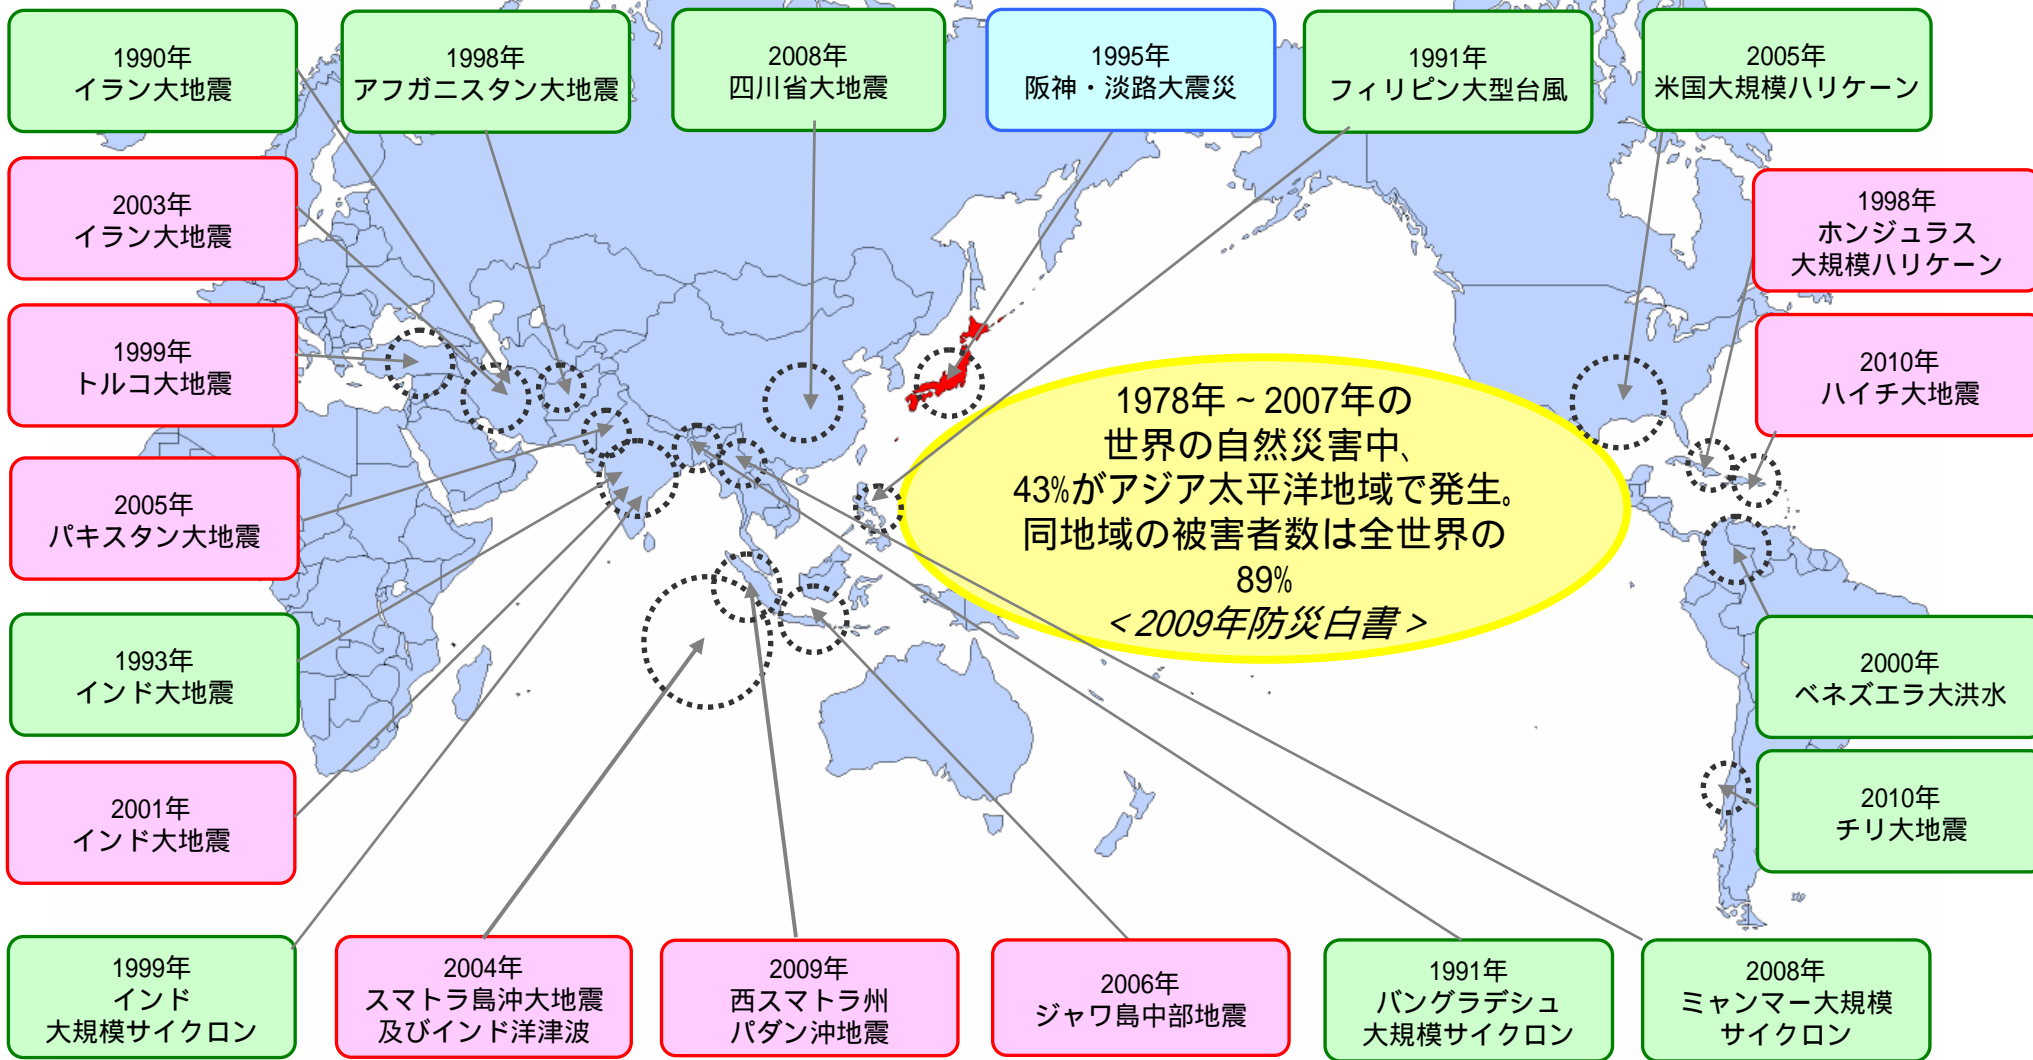 1990年
イラン大地震
1998年
アフガニスタン大地震
2008年
四川省大地震
1995年
阪神・淡路大震災
1991年
フィリピン大型台風
2005年
米国大規模ハリケーン
2003年
イラン大地震
1998年
ホンジュラス
大規模ハリケーン
1999年
トルコ大地震
2010年
ハイチ大地震
1978年~2007年の
世界の自然災害中、
43%がアジア太平洋地域で発生。
同地域の被害者数は全世界の
89%
<2009年防災白書>
2005年
パキスタン大地震
1993年
インド大地震
2000年
ベネズエラ大洪水
2001年
インド大地震
2010年
チリ大地震
1999年
インド
大規模サイクロン
2004年
スマトラ島沖大地震
及びインド洋津波
2009年
西スマトラ州
パダン沖地震
2006年
ジャワ島中部地震
1991年
バングラデシュ
大規模サイクロン
2008年
ミャンマー大規模
サイクロン